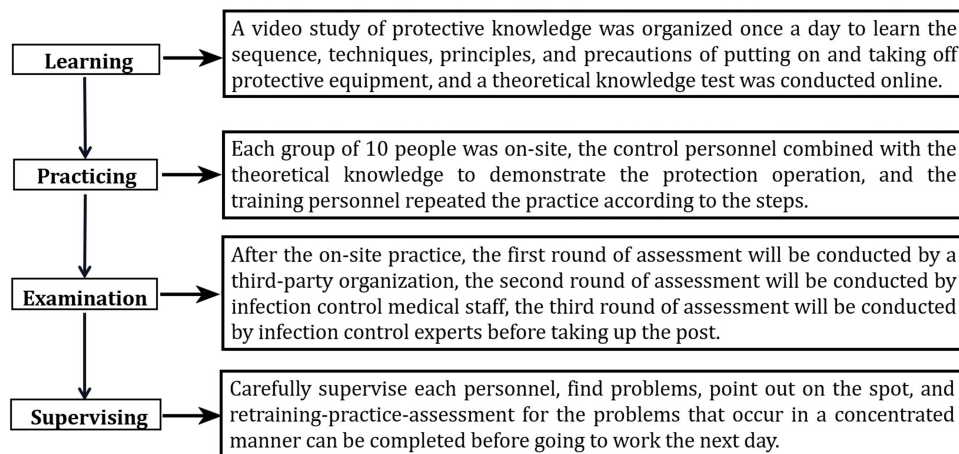 Learning
A video study of protective knowledge was organized once a day to learn the
sequence, techniques, principles, and precautions of putting on and taking off
protective equipment, and a theoretical knowledge test was conducted online.
Practicing
Each group of 10 people was on-site, the control personnel combined with the
theoretical knowledge to demonstrate the protection operation, and the
training personnel repeated the practice according to the steps.
Examination
After the on-site practice, the first round of assessment will be conducted by a
third-party organization, the second round of assessment will be conducted by
infection control medical staff, the third round of assessment will be conducted
by infection control experts before taking up the post.
Supervising
Carefully supervise each personnel, find problems, point out on the spot, and
retraining-practice-assessment for the problems that occur in a concentrated
manner can be completed before going to work the next day.